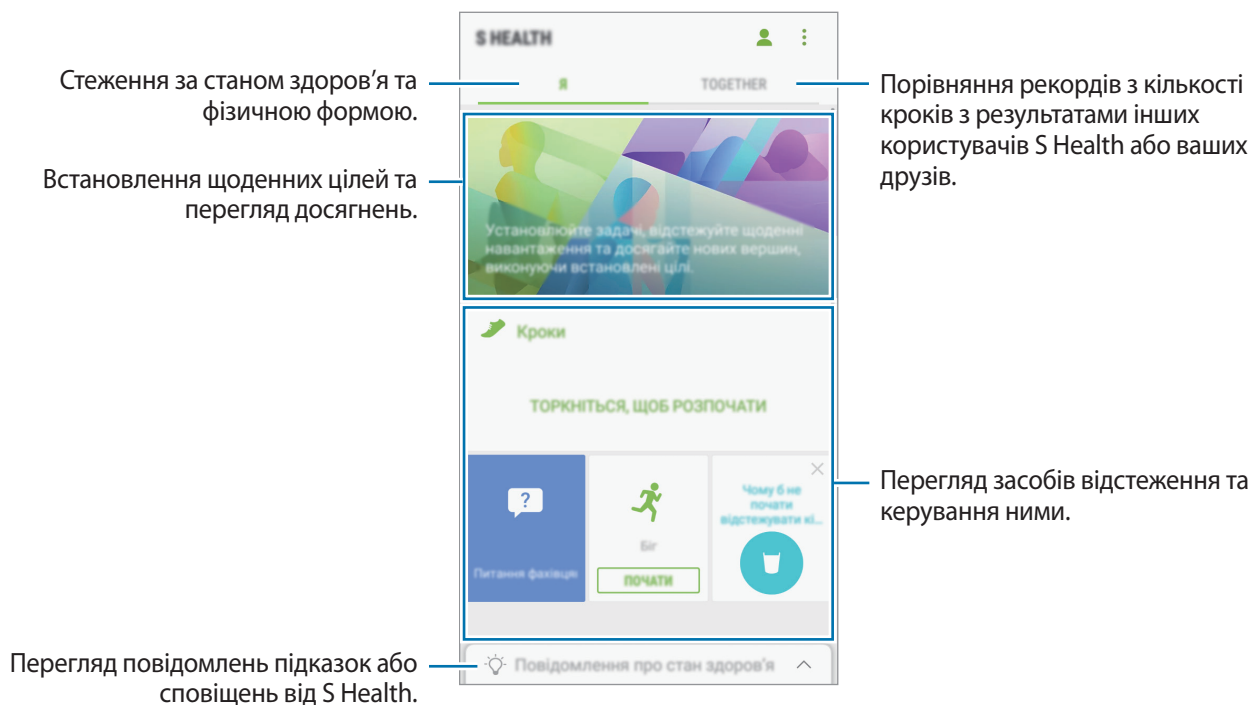 S HEALTH
Я
TOGETHER
Стеження за станом здоров’я та
фізичною формою.
Порівняння рекордів з кількості
кроків з результатами інших
користувачів S Health або ваших
друзів.
Встановлення щоденних цілей та
перегляд досягнень.
Установлюйте задачі, відстежуйте щоденні
навантаження та досягайте нових вершин,
виконуючи встановлені цілі.
Кроки
ТОРКНІТЬСЯ, ЩОБ РОЗПОЧАТИ
?
Питання фахівцю
Біг
ПОЧАТИ
Чому б не
почати
відстежувати кі...
Перегляд засобів відстеження та
керування ними.
Перегляд повідомлень підказок або
сповіщень від S Health.
Повідомлення про стан здоров’я